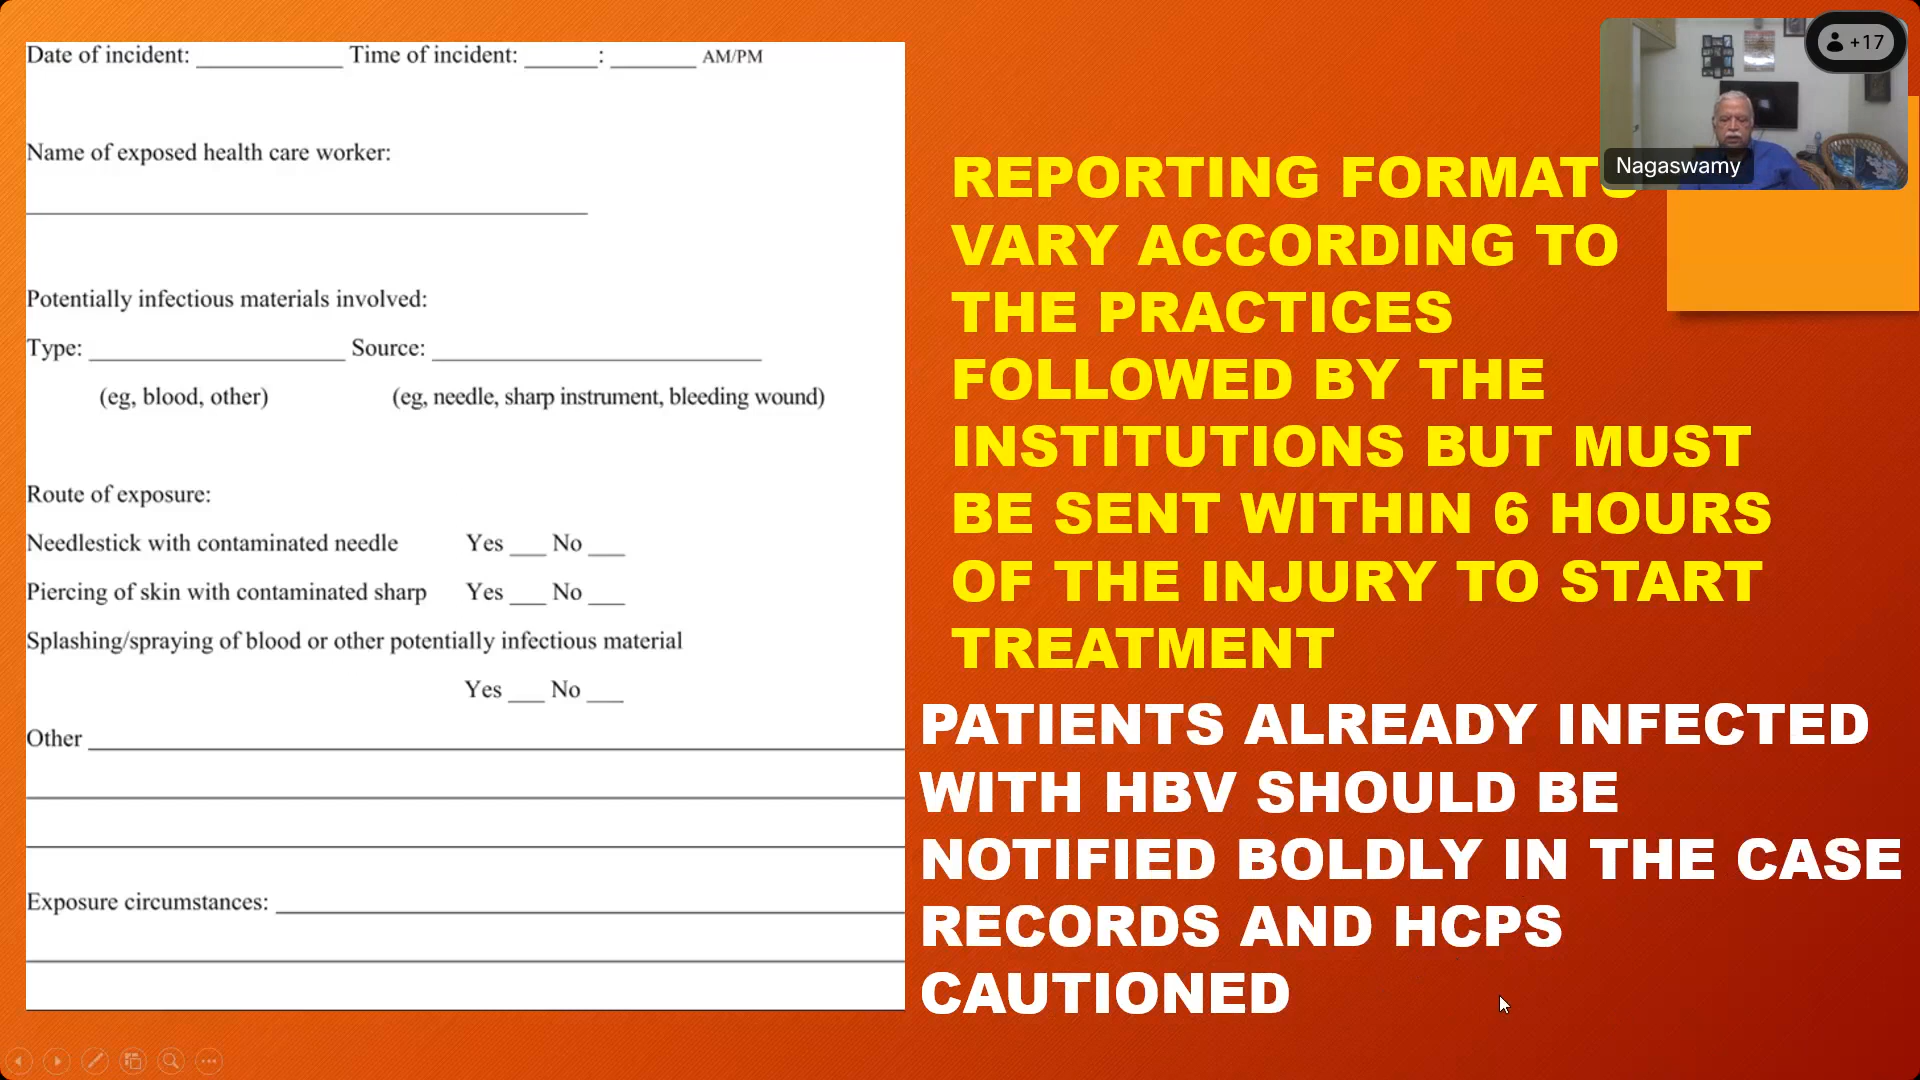 Date of incident: ____________ Time of incident: ______: _______ AM/PM
Name of exposed health care worker:
Potentially infectious materials involved:
Type: _____________________ Source: ___________________________
(eg, blood, other) (eg, needle, sharp instrument, bleeding wound)
Route of exposure:
Needlestick with contaminated needle Yes ___ No ___
Piercing of skin with contaminated sharp Yes ___ No ___
Splashing/spraying of blood or other potentially infectious material
Yes ___ No ___
Other
Exposure circumstances:
REPORTING FORMATS
VARY ACCORDING TO
THE PRACTICES
FOLLOWED BY THE
INSTITUTIONS BUT MUST
BE SENT WITHIN 6 HOURS
OF THE INJURY TO START
TREATMENT
PATIENTS ALREADY INFECTED
WITH HBV SHOULD BE
NOTIFIED BOLDLY IN THE CASE
RECORDS AND HCPS
CAUTIONED
+17
Nagaswamy